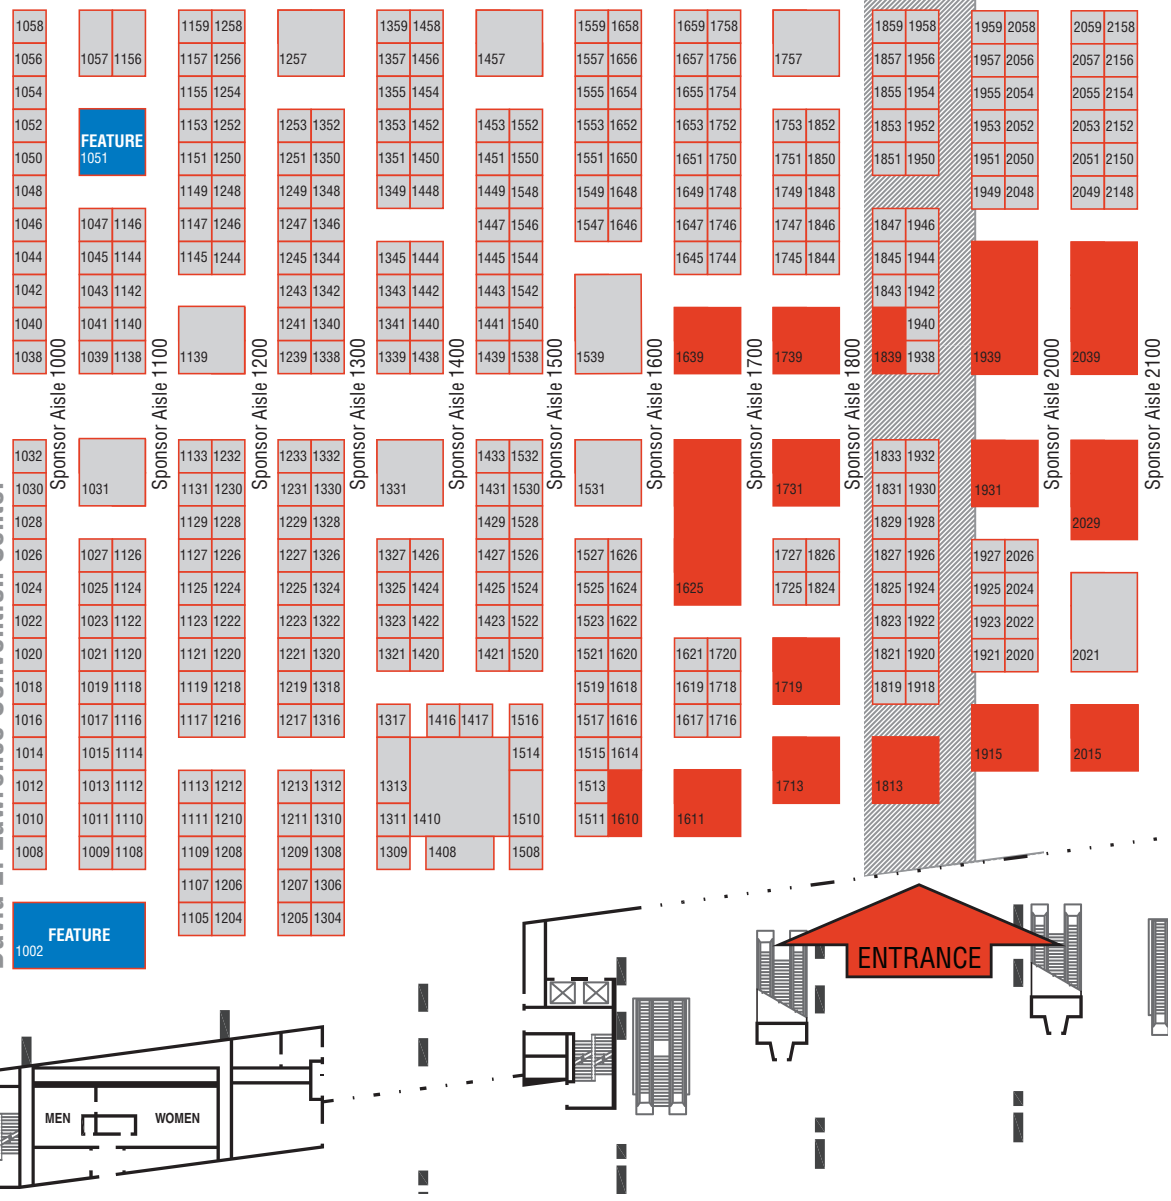 1058 1159 1258 1359 1458 1559 1658 1659 1758 1859 1958 1959 2058 2059 2158
1056 1057 1156 1157 1256 1257 1357 1456 1457 1557 1656 1657 1756 1757 1857 1956 1957 2056 2057 2156
1054 1155 1254 1355 1454 1555 1654 1655 1754 1855 1954 1955 2054 2055 2154
1052 1153 1252 1253 1352 1353 1452 1453 1552 1553 1652 1653 1752 1753 1852 1853 1952 1953 2052 2053 2152
FEATURE
1050 1051 1151 1250 1251 1350 1351 1450 1451 1550 1551 1650 1651 1750 1751 1850 1851 1950 1951 2050 2051 2150
1048 1149 1248 1249 1348 1349 1448 1449 1548 1549 1648 1649 1748 1749 1848 1949 2048 2049 2148
1046 1047 1146 1147 1246 1247 1346 1447 1546 1547 1646 1647 1746 1747 1846 1847 1946
1044 1045 1144 1145 1244 1245 1344 1345 1444 1445 1544 1645 1744 1745 1844 1845 1944
1042 1043 1142 1243 1342 1343 1442 1443 1542 1843 1942
1040 1041 1140 1241 1340 1341 1440 1441 1540 1940
1038 1039 1138 1139 1239 1338 1339 1438 1439 1538 1539 1639 1739 1839 1938 1939 2039
Sponsor Aisle 1000
Sponsor Aisle 1100
Sponsor Aisle 1200
Sponsor Aisle 1300
Sponsor Aisle 1400
Sponsor Aisle 1500
Sponsor Aisle 1600
Sponsor Aisle 1700
Sponsor Aisle 1800
Sponsor Aisle 2000
Sponsor Aisle 2100
1032 1133 1232 1233 1332 1433 1532 1833 1932
1030 1031 1131 1230 1231 1330 1331 1431 1530 1531 1731 1831 1930 1931
1028 1129 1228 1229 1328 1429 1528 1829 1928 2029
1026 1027 1126 1127 1226 1227 1326 1327 1426 1427 1526 1527 1626 1727 1826 1827 1926 1927 2026
1024 1025 1124 1125 1224 1225 1324 1325 1424 1425 1524 1525 1624 1625 1725 1824 1825 1924 1925 2024
1022 1023 1122 1123 1222 1223 1322 1323 1422 1423 1522 1523 1622 1823 1922 1923 2022
1020 1021 1120 1121 1220 1221 1320 1321 1420 1421 1520 1521 1620 1621 1720 1821 1920 1921 2020 2021
1018 1019 1118 1119 1218 1219 1318 1519 1618 1619 1718 1719 1819 1918
1016 1017 1116 1117 1216 1217 1316 1317 1416 1417 1516 1517 1616 1617 1716
1014 1015 1114 1514 1515 1614 1915 2015
1012 1013 1112 1113 1212 1213 1312 1313 1513 1713 1813
1010 1011 1110 1111 1210 1211 1310 1311 1410 1510 1511 1610 1611
1008 1009 1108 1109 1208 1209 1308 1309 1408 1508
1107 1206 1207 1306
1105 1204 1205 1304
FEATURE
1002
ENTRANCE
MEN WOMEN